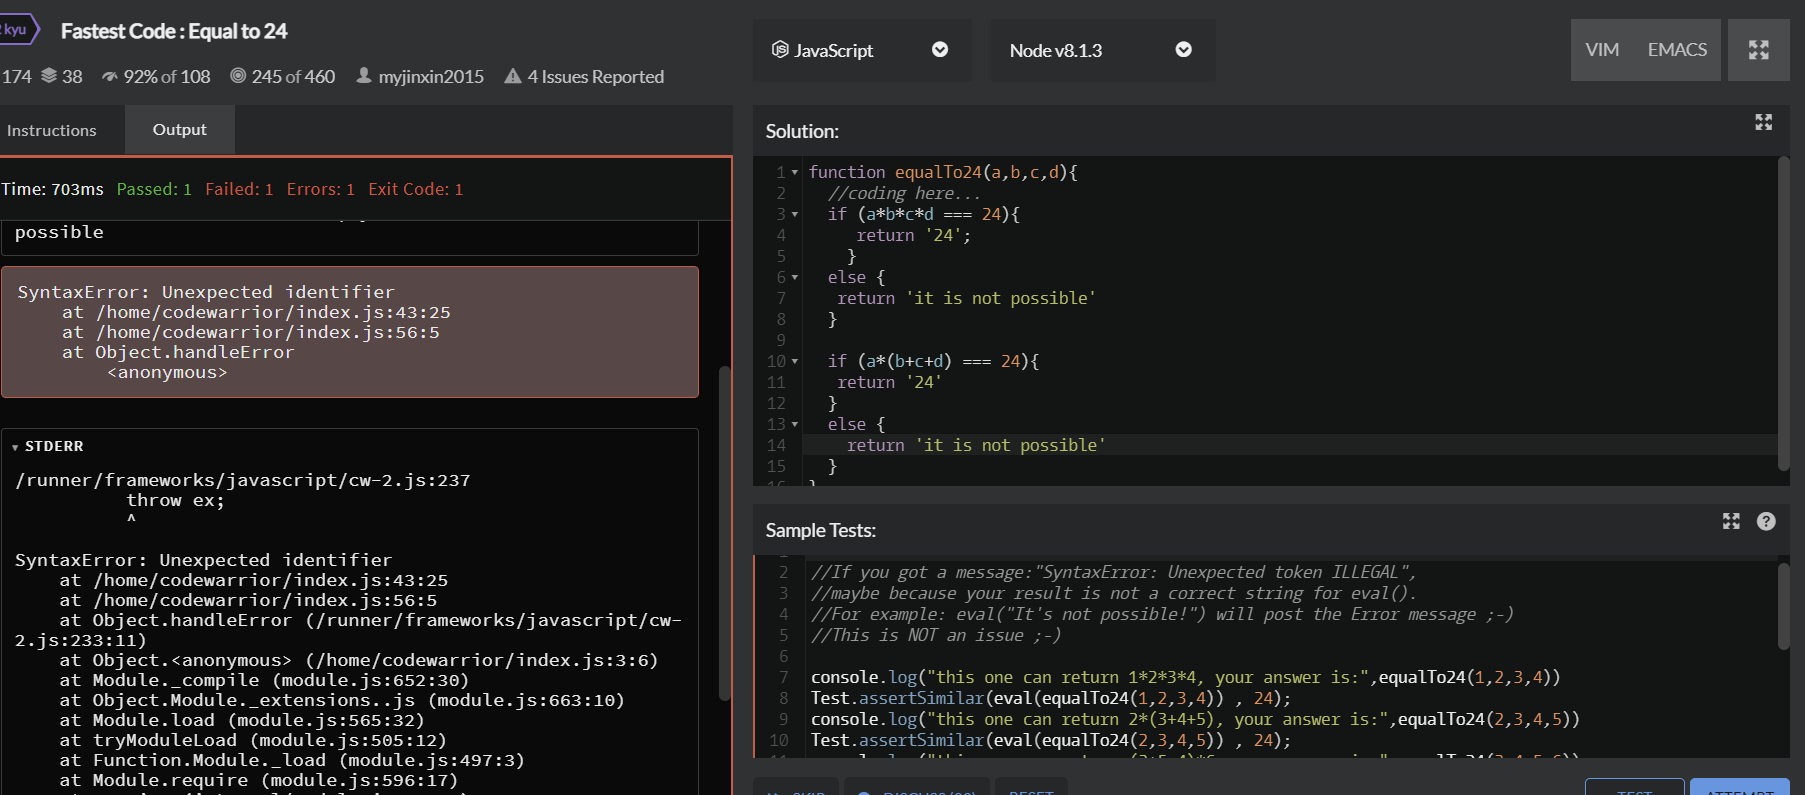 kyu
Fastest Code : Equal to 24
174 38 92% of 108 245 of 460 myjinxin2015 4 Issues Reported
Instructions
Output
Time: 703ms Passed: 1 Failed: 1 Errors: 1 Exit Code: 1
possible
SyntaxError: Unexpected identifier
at /home/codewarrior/index.js:43:25
at /home/codewarrior/index.js:56:5
at Object.handleError
<anonymous>
STDERR
/runner/frameworks/javascript/cw-2.js:237
throw ex;
^
SyntaxError: Unexpected identifier
at /home/codewarrior/index.js:43:25
at /home/codewarrior/index.js:56:5
at Object.handleError (/runner/frameworks/javascript/cw-
2.js:233:11)
at Object.<anonymous> (/home/codewarrior/index.js:3:6)
at Module._compile (module.js:652:30)
at Object.Module._extensions..js (module.js:663:10)
at Module.load (module.js:565:32)
at tryModuleLoad (module.js:505:12)
at Function.Module._load (module.js:497:3)
at Module.require (module.js:596:17)
JavaScript
Node v8.1.3
VIM EMACS
Solution:
1 function equalTo24(a,b,c,d){
2 //coding here...
3 if (a*b*c*d === 24){
4 return '24';
5 }
6 else {
7 return 'it is not possible'
8 }
9
10 if (a*(b+c+d) === 24){
11 return '24'
12 }
13 else {
14 return 'it is not possible'
15 }
16 }
Sample Tests:
2 //If you got a message:"SyntaxError: Unexpected token ILLEGAL",
3 //maybe because your result is not a correct string for eval().
4 //For example: eval("It's not possible!") will post the Error message ;-)
5 //This is NOT an issue ;-)
6
7 console.log("this one can return 1*2*3*4, your answer is:",equalTo24(1,2,3,4))
8 Test.assertSimilar(eval(equalTo24(1,2,3,4)) , 24);
9 console.log("this one can return 2*(3+4+5), your answer is:",equalTo24(2,3,4,5))
10 Test.assertSimilar(eval(equalTo24(2,3,4,5)) , 24);
SKIP
RESET
TEST
ATTEMPT